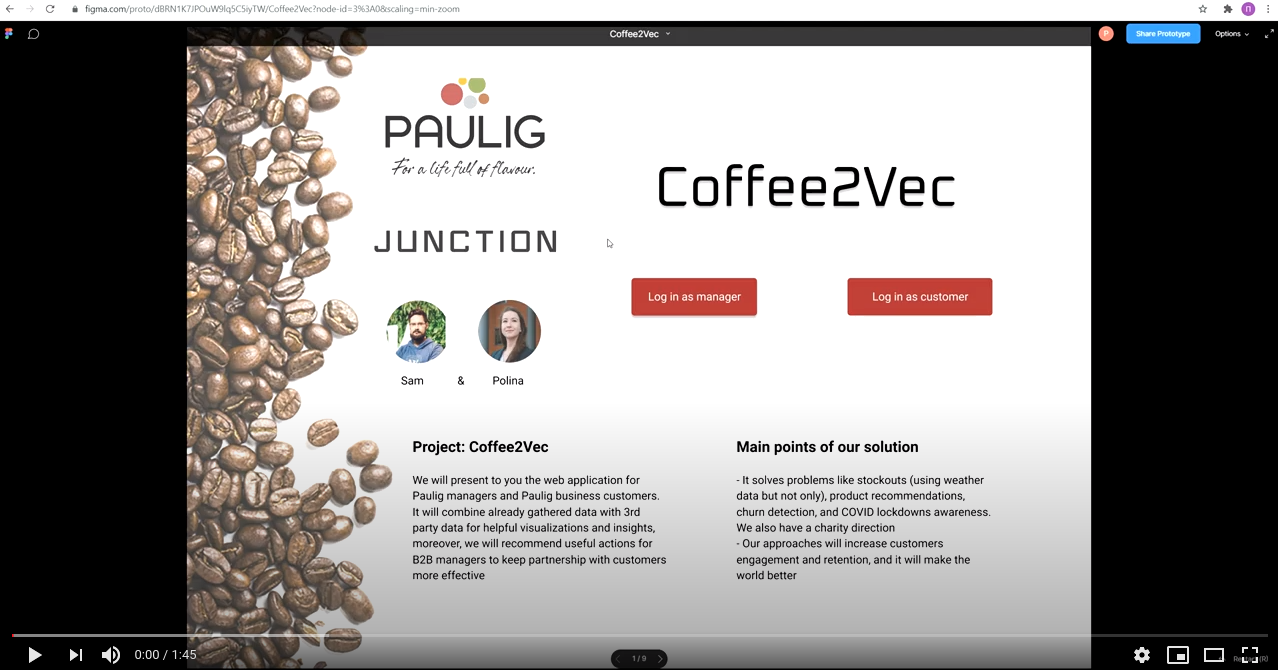 figma.com/proto/dBRN1K7JPOuW9lq5C5iyTW/Coffee2Vec?node-id=3%3A0&scaling=min-zoom
Coffee2Vec
P
Share Prototype
Options
PAULIG
For a life full of flavour.
JUNCTION
Coffee2Vec
Log in as manager
Log in as customer
Sam & Polina
Project: Coffee2Vec
We will present to you the web application for
Paulig managers and Paulig business customers.
It will combine already gathered data with 3rd
party data for helpful visualizations and insights,
moreover, we will recommend useful actions for
B2B managers to keep partnership with customers
more effective
Main points of our solution
- It solves problems like stockouts (using weather
data but not only), product recommendations,
churn detection, and COVID lockdowns awareness.
We also have a charity direction
- Our approaches will increase customers
engagement and retention, and it will make the
world better
0:00 / 1:45
1 / 9